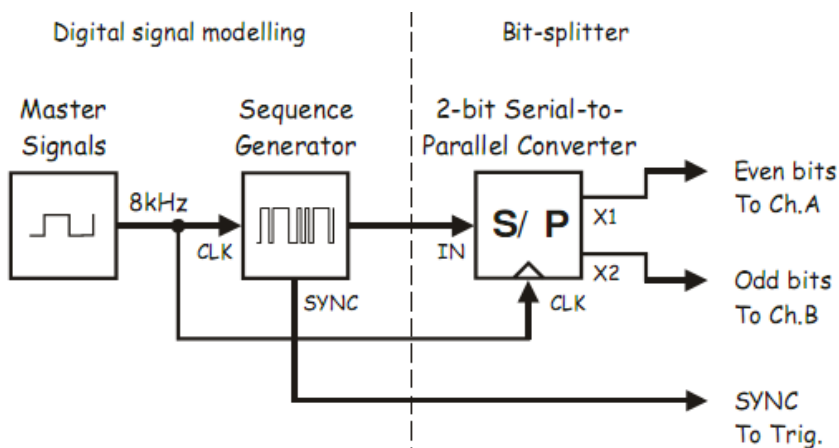 Digital signal modelling
Bit-splitter
Master
Signals
Sequence
Generator
2-bit Serial-to-
Parallel Converter
8kHz
CLK
SYNC
IN
S/ P
X1
X2
CLK
Even bits
To Ch.A
Odd bits
To Ch.B
SYNC
To Trig.